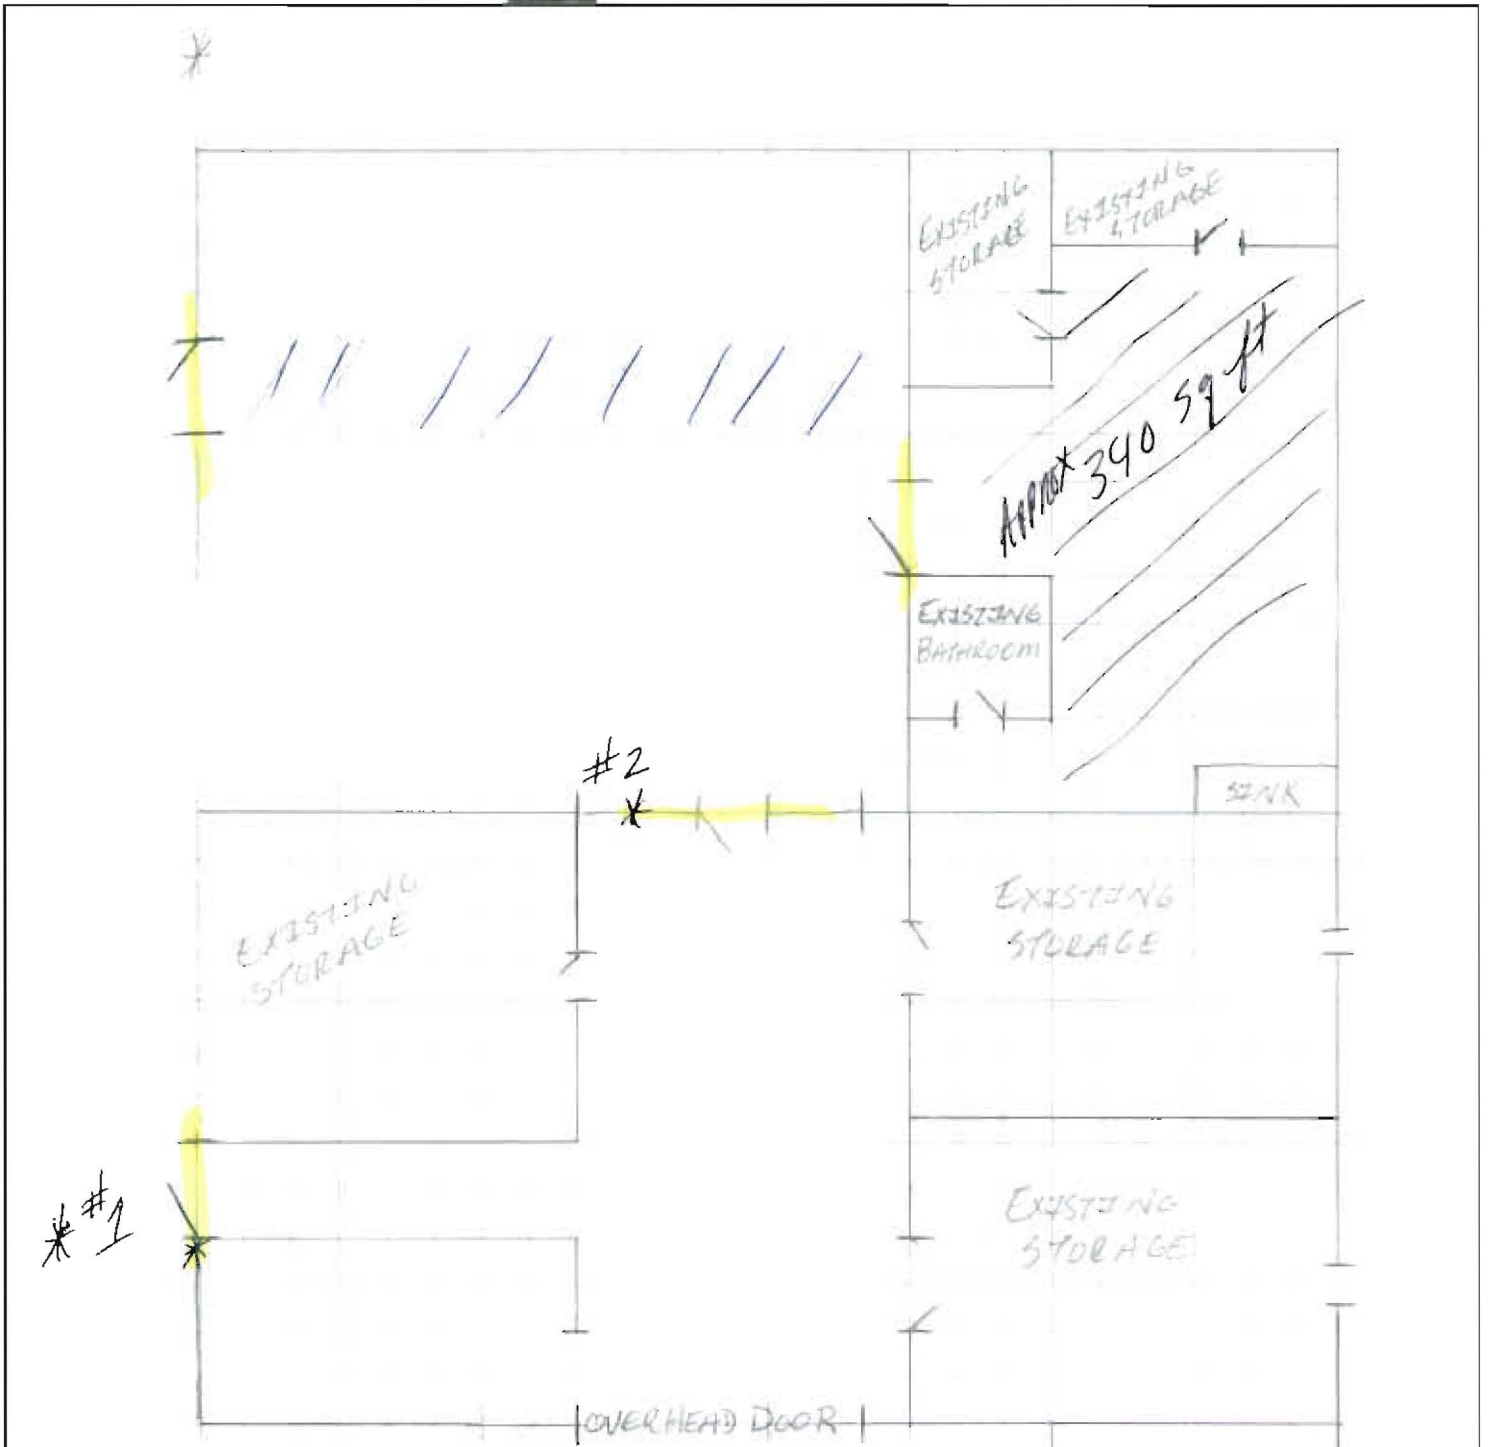 *
EXISTING
STORAGE
EXISTING
STORAGE
APPROX 340 sq ft
EXISTING
BATHROOM
#2
*
SINK
EXISTING
STORAGE
EXISTING
STORAGE
* #1
*
EXISTING
STORAGE
OVERHEAD DOOR